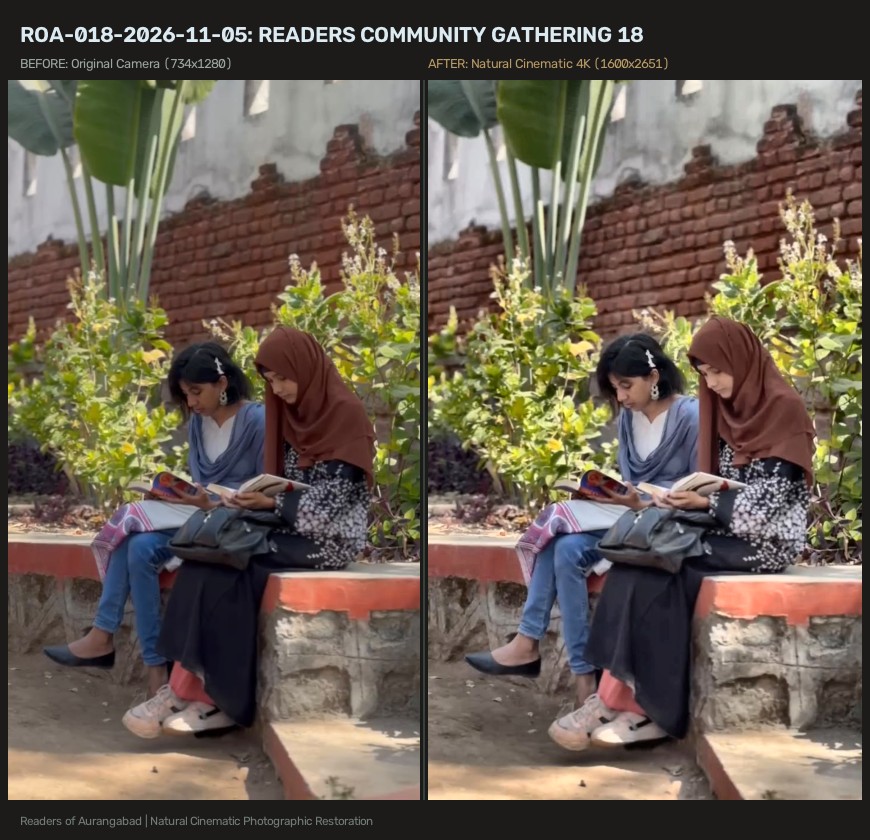 ROA-018-2026-11-05: READERS COMMUNITY GATHERING 18
BEFORE: Original Camera (734x1280)
AFTER: Natural Cinematic 4K (1600x2651)
Readers of Aurangabad | Natural Cinematic Photographic Restoration